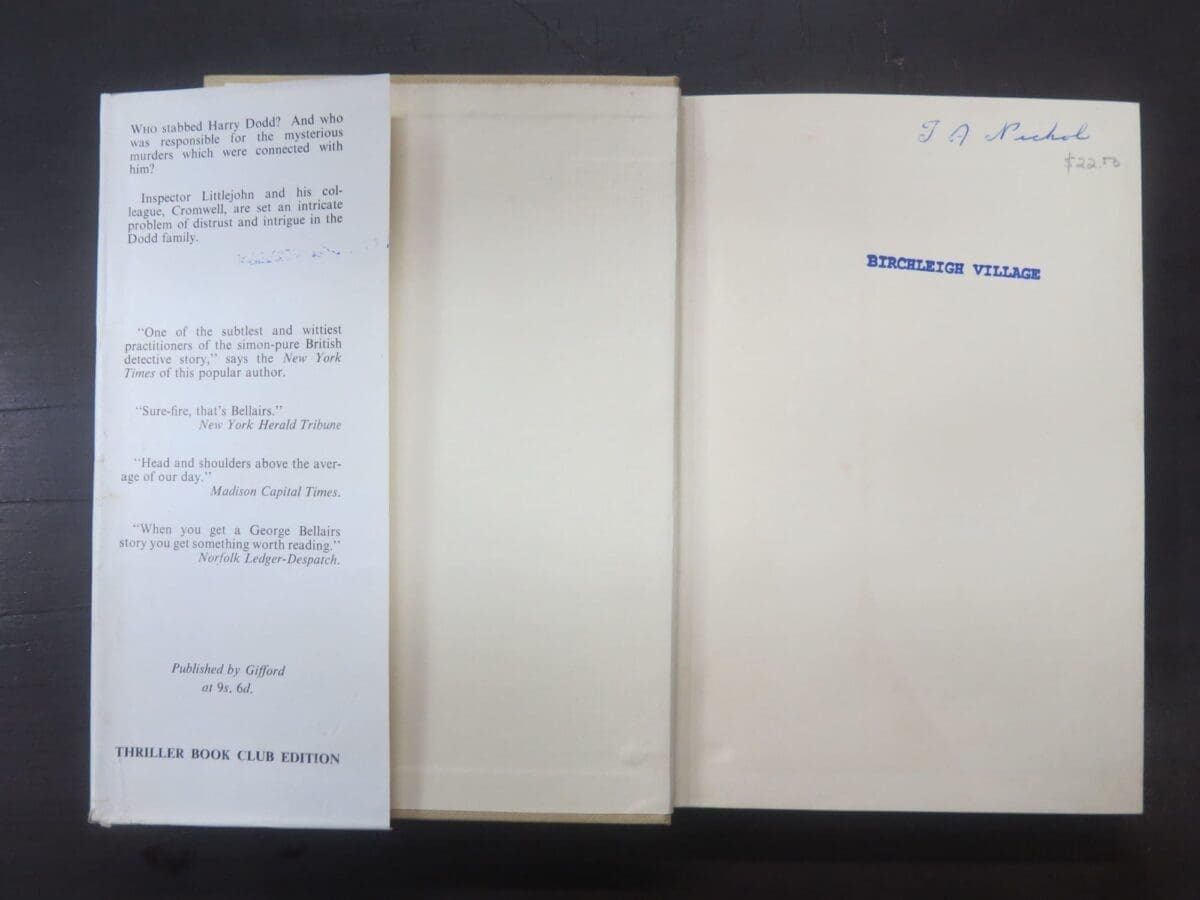 WHO stabbed Harry Dodd? And who
was responsible for the mysterious
murders which were connected with
him?
Inspector Littlejohn and his col-
league, Cromwell, are set an intricate
problem of distrust and intrigue in the
Dodd family.
"One of the subtlest and wittiest
practitioners of the simon-pure British
detective story," says the New York
Times of this popular author.
"Sure-fire, that's Bellairs."
New York Herald Tribune
"Head and shoulders above the aver-
age of our day."
Madison Capital Times.
"When you get a George Bellairs
story you get something worth reading."
Norfolk Ledger-Despatch.
Published by Gifford
at 9s. 6d.
THRILLER BOOK CLUB EDITION
J A Nichol
$22.50
BIRCHLEIGH VILLAGE